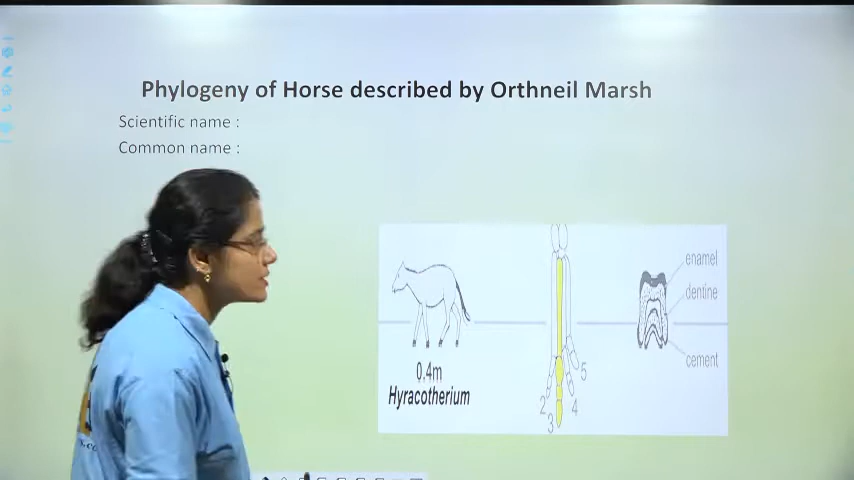 Phylogeny of Horse described by Orthneil Marsh
Scientific name :
Common name :
enamel
dentine
cement
0.4m
Hyracotherium
5
2
4
3